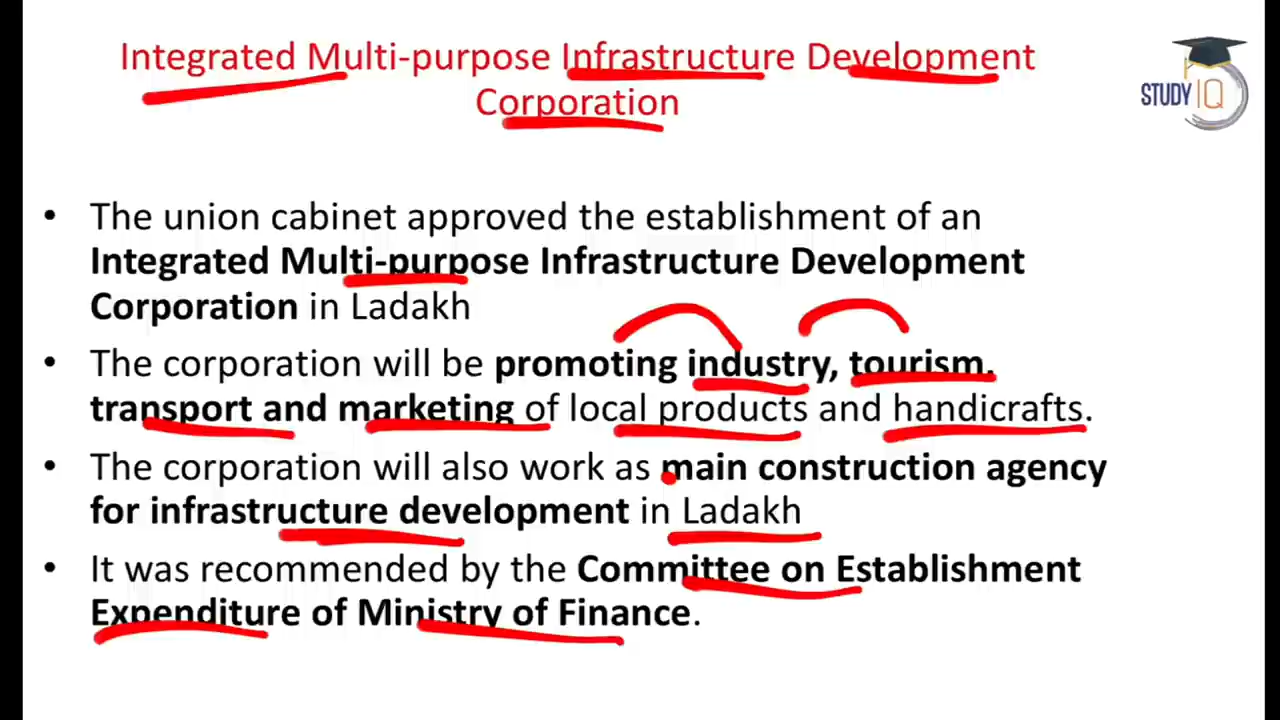 Integrated Multi-purpose Infrastructure Development
Corporation
STUDY IQ
• The union cabinet approved the establishment of an
Integrated Multi-purpose Infrastructure Development
Corporation in Ladakh
• The corporation will be promoting industry, tourism,
transport and marketing of local products and handicrafts.
• The corporation will also work as main construction agency
for infrastructure development in Ladakh
• It was recommended by the Committee on Establishment
Expenditure of Ministry of Finance.